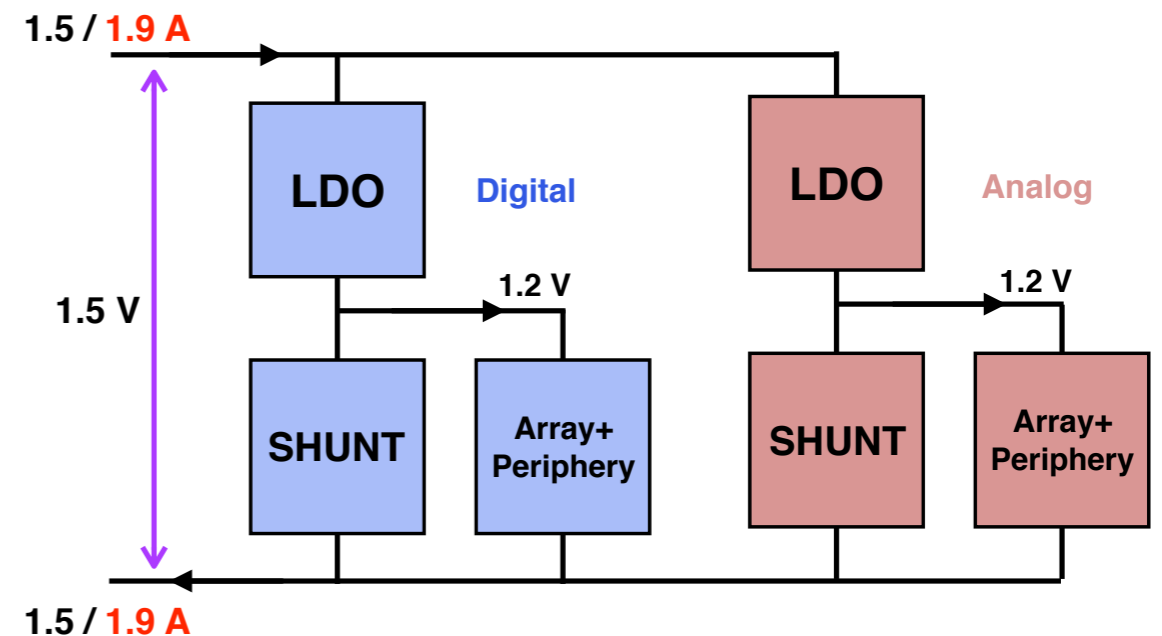 1.5 / 1.9 A
LDO
Digital
LDO
Analog
1.5 V
1.2 V
1.2 V
SHUNT
Array+
Periphery
SHUNT
Array+
Periphery
1.5 / 1.9 A